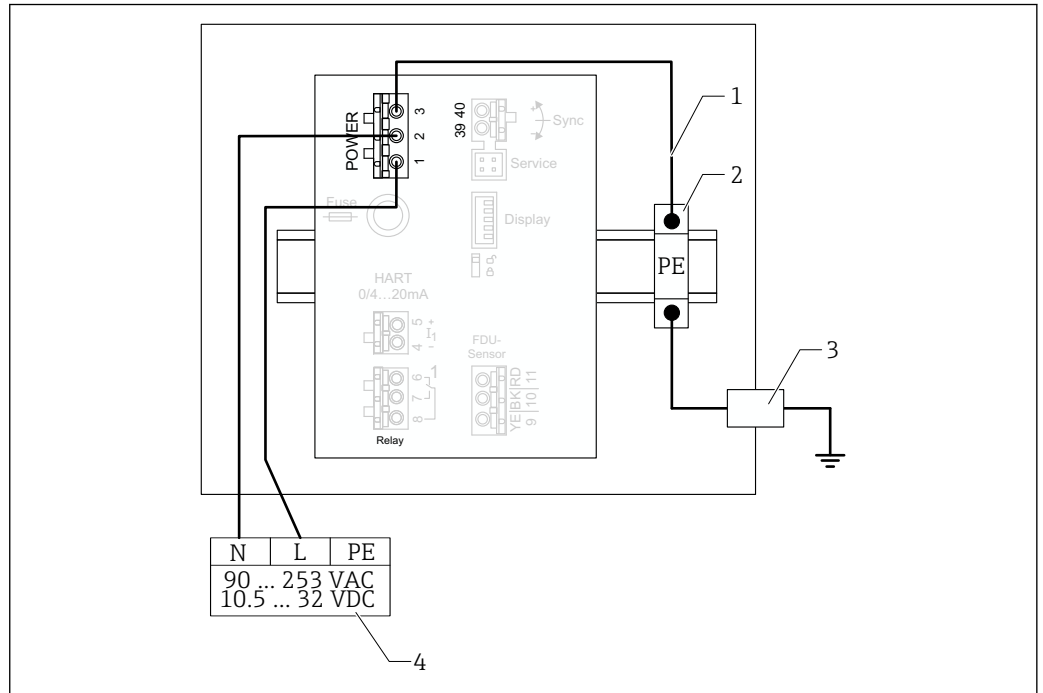 POWER
3
2
1
39 40
Sync
Service
Fuse
Display
HART
0/4...20mA
5 +
I1
4 -
FDU-
Sensor
6 1
7
8
Relay
YE|BK|RD
9 |10| 11
PE
1
2
3
N L PE
90 ... 253 VAC
10.5 ... 32 VDC
4